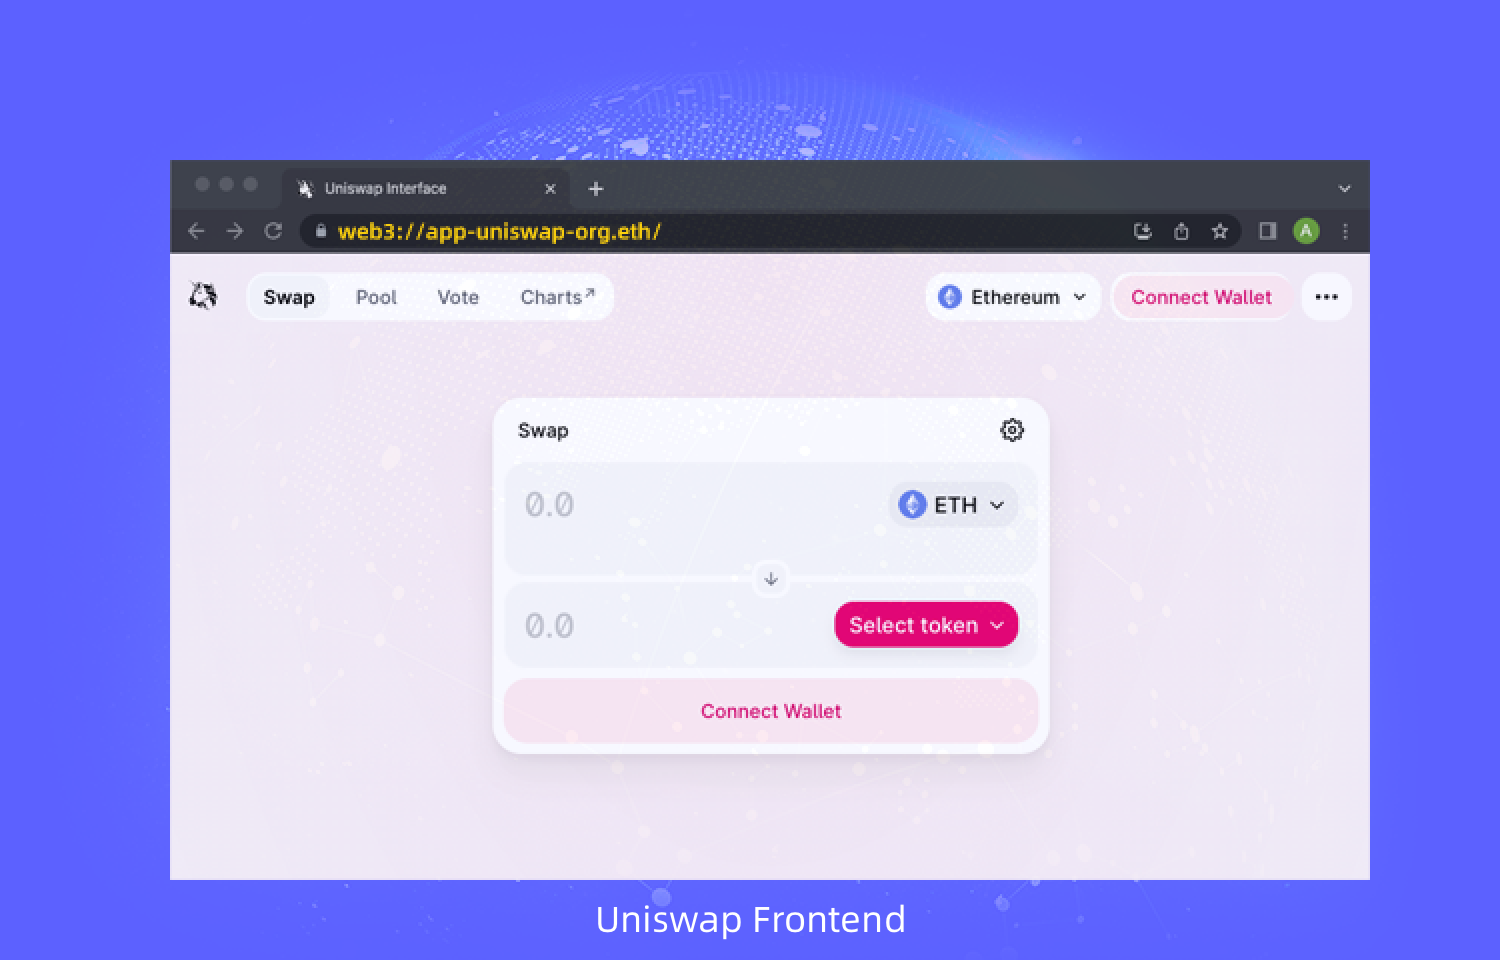 Uniswap Interface
web3://app-uniswap-org.eth/
A
Swap Pool Vote Charts↗ Ethereum Connect Wallet
Swap
0.0 ETH
0.0 Select token
Connect Wallet
Uniswap Frontend